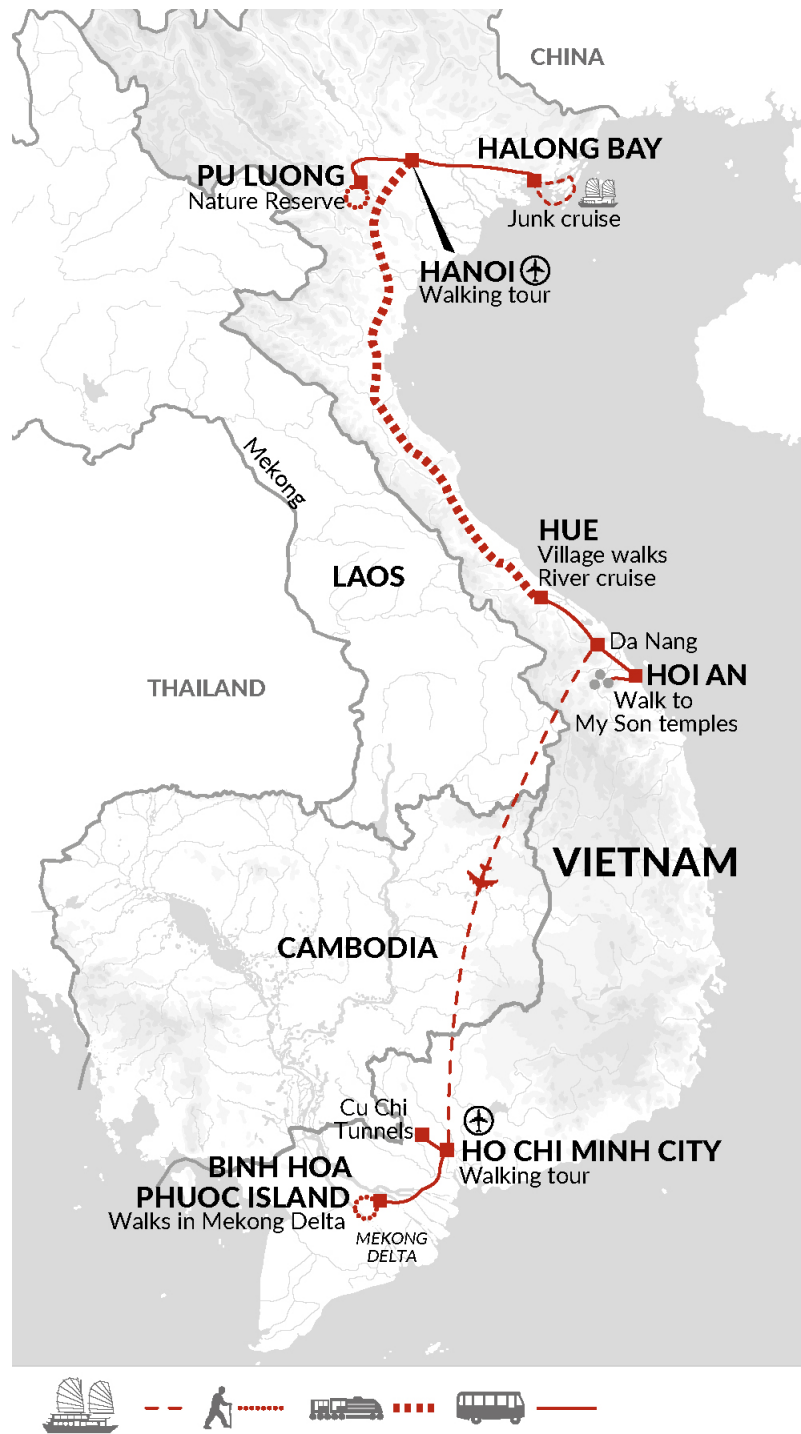 CHINA
HALONG BAY
Junk cruise
PU LUONG
Nature Reserve
HANOI
Walking tour
Mekong
HUE
Village walks
River cruise
LAOS
Da Nang
HOI AN
Walk to
My Son temples
THAILAND
VIETNAM
CAMBODIA
Cu Chi
Tunnels
HO CHI MINH CITY
Walking tour
BINH HOA
PHUOC ISLAND
Walks in Mekong Delta
MEKONG
DELTA